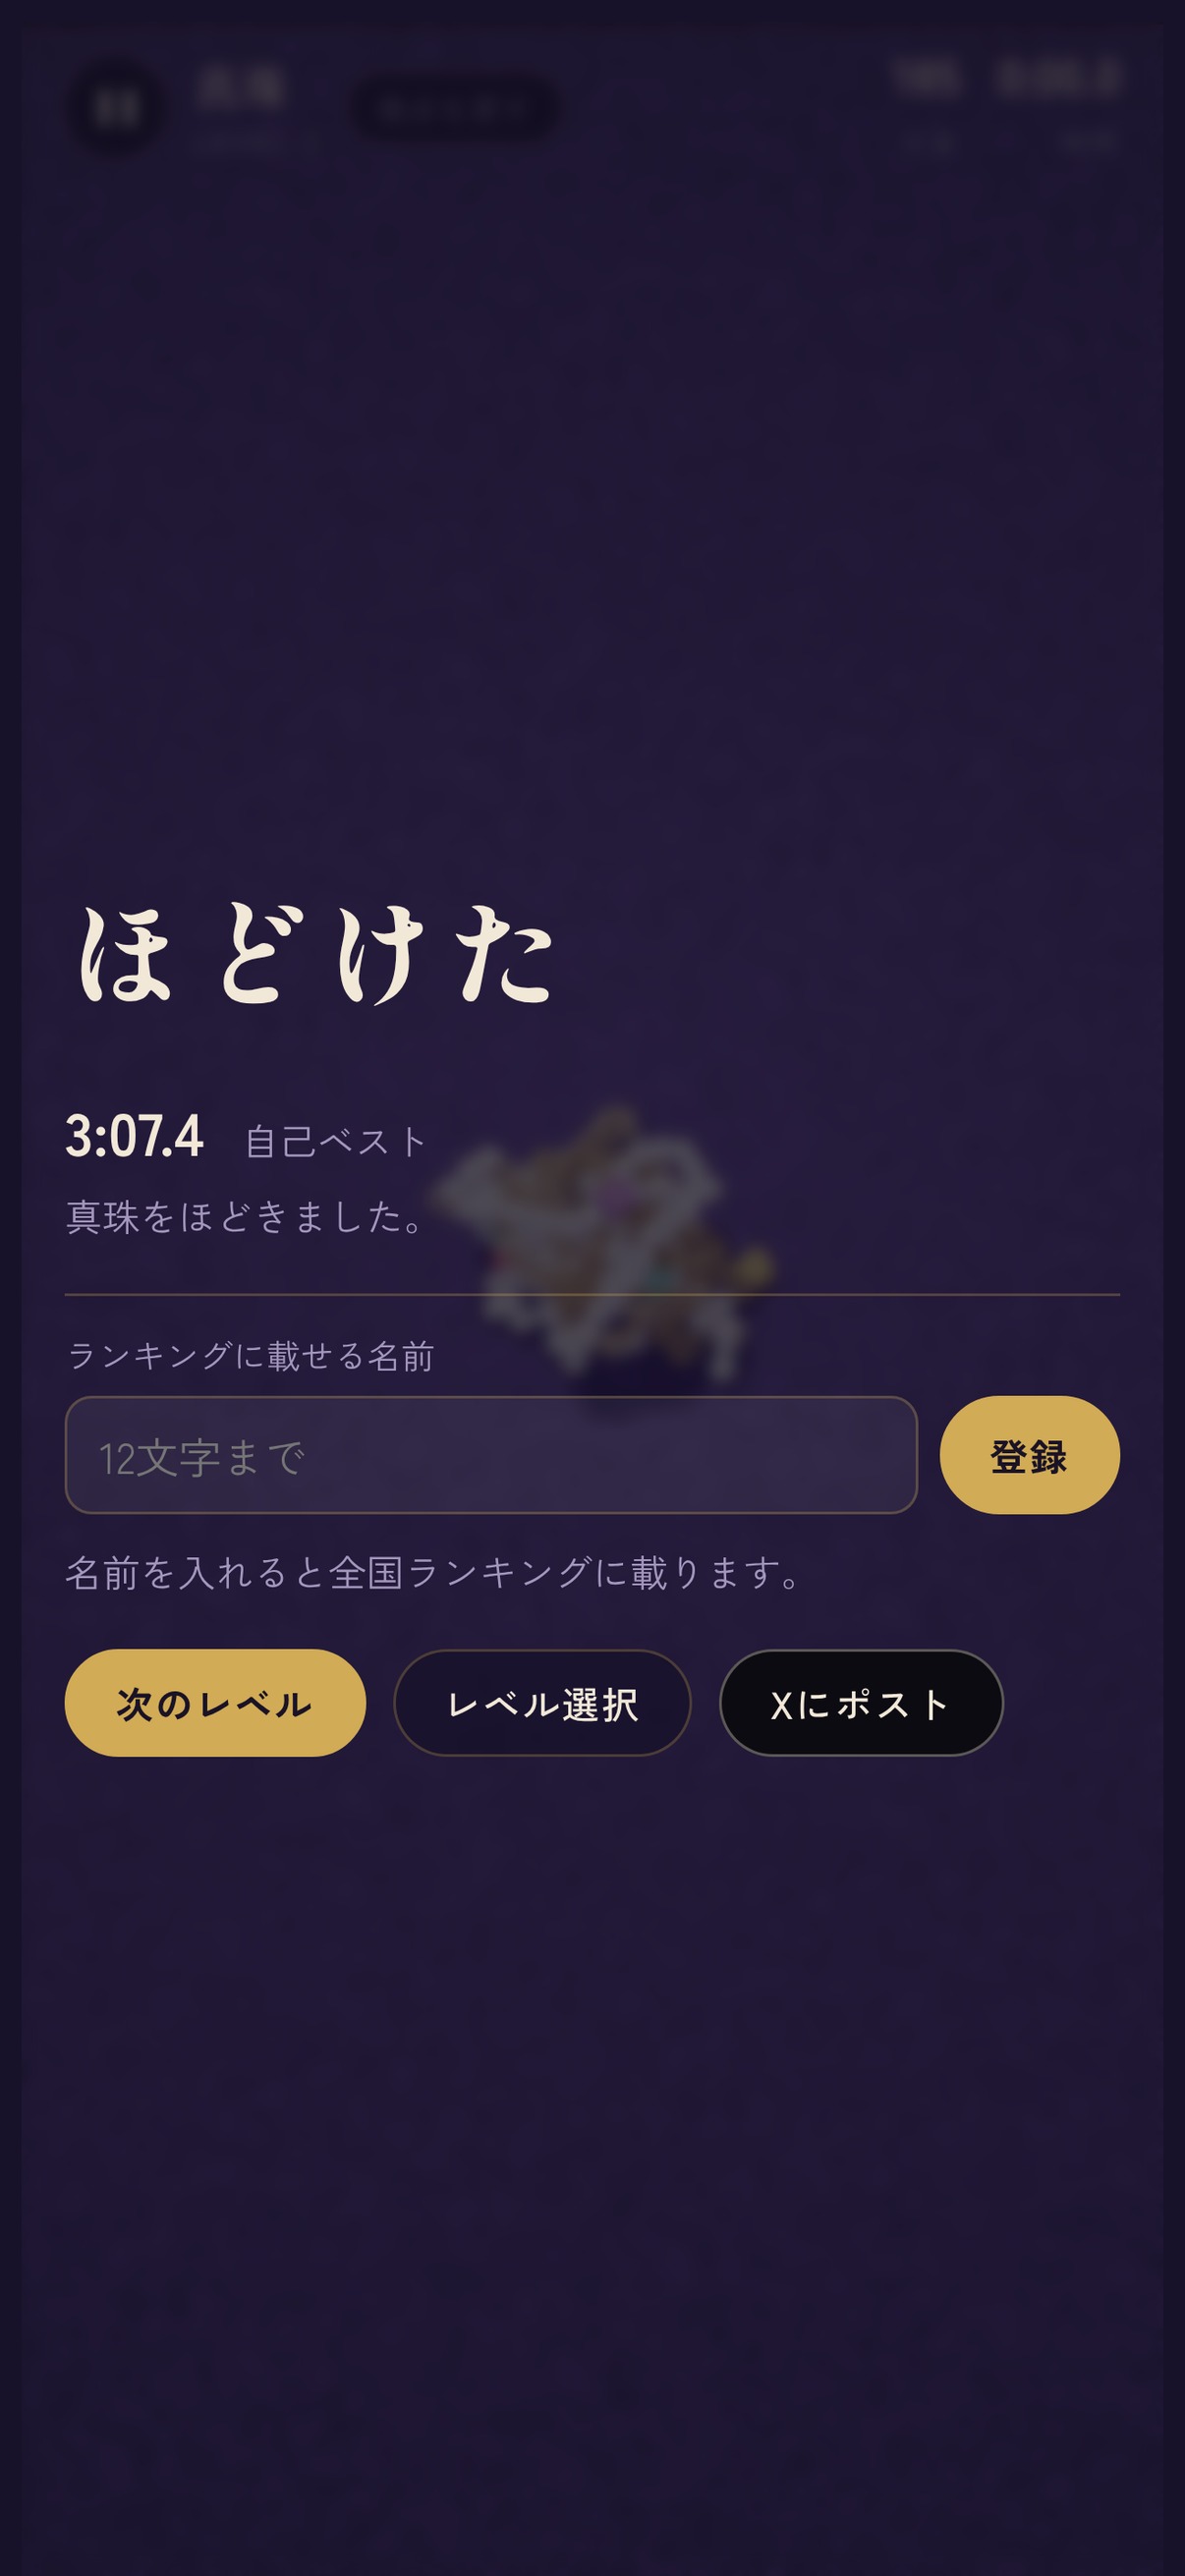 ほどけた
3:07.4 自己ベスト
真珠をほどきました。
ランキングに載せる名前
12文字まで
登録
名前を入れると全国ランキングに載ります。
次のレベル レベル選択 Xにポスト